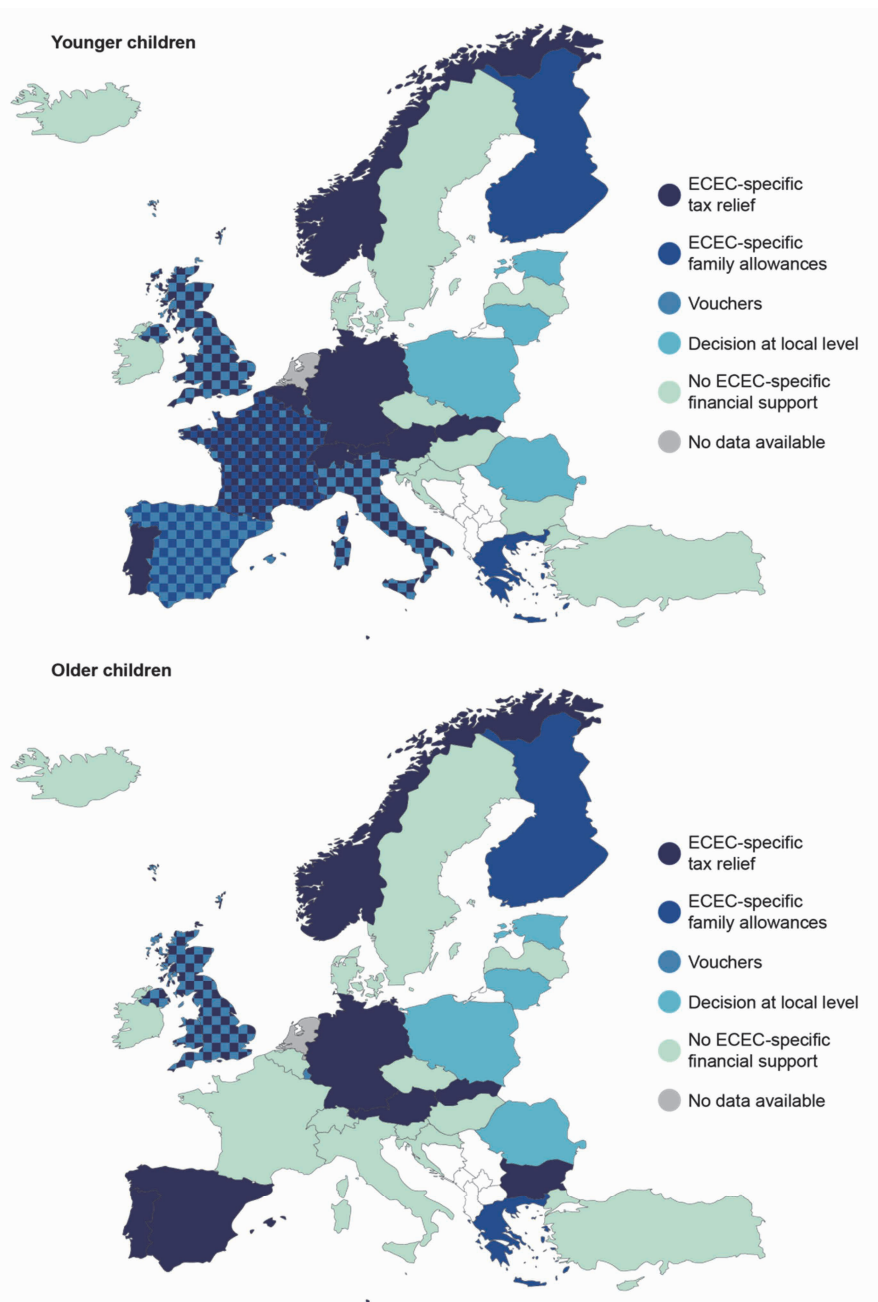 Younger children
ECEC-specific
tax relief
ECEC-specific
family allowances
Vouchers
Decision at local level
No ECEC-specific
financial support
No data available
Older children
ECEC-specific
tax relief
ECEC-specific
family allowances
Vouchers
Decision at local level
No ECEC-specific
financial support
No data available